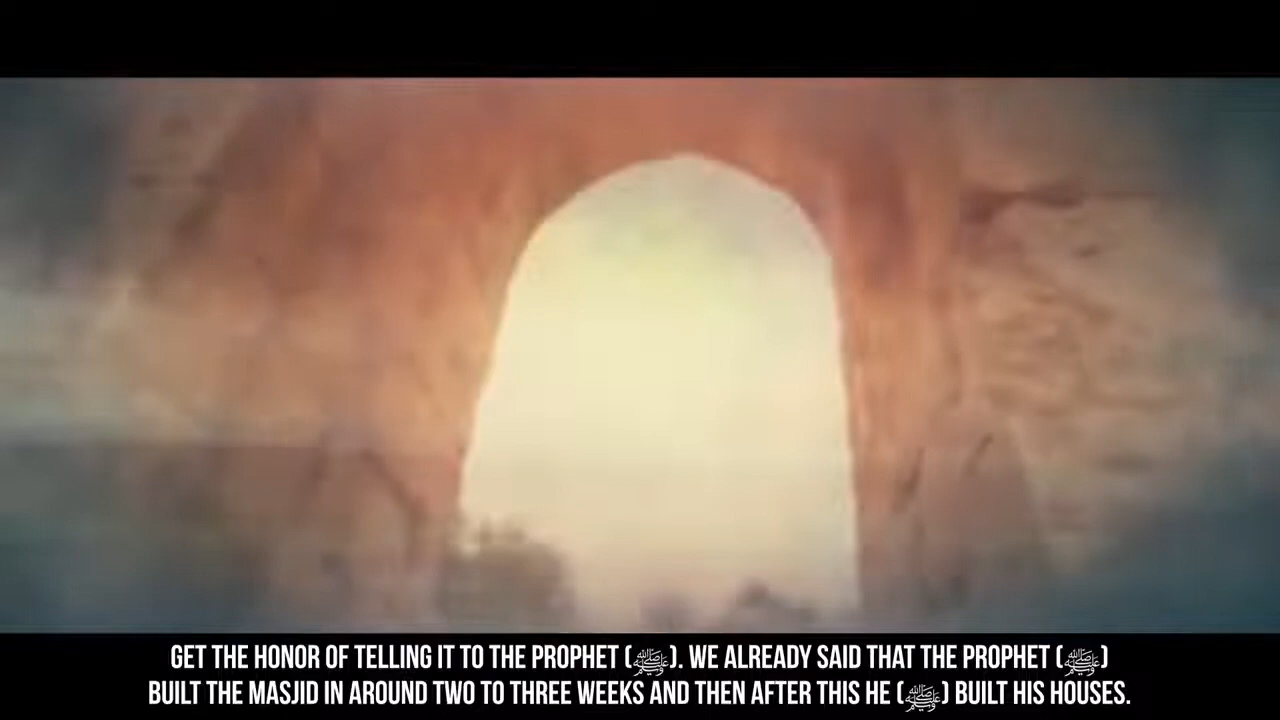 GET THE HONOR OF TELLING IT TO THE PROPHET (ﷺ). WE ALREADY SAID THAT THE PROPHET (ﷺ)
BUILT THE MASJID IN AROUND TWO TO THREE WEEKS AND THEN AFTER THIS HE (ﷺ) BUILT HIS HOUSES.